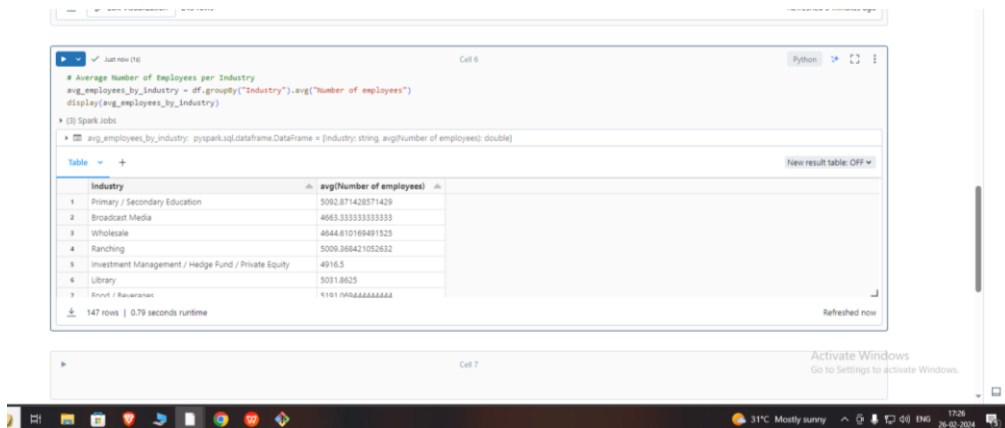 Just now (1s)
Cell 6
Python
# Average Number of Employees per Industry
avg_employees_by_industry = df.groupBy("Industry").avg("Number of employees")
display(avg_employees_by_industry)
(3) Spark Jobs
avg_employees_by_industry: pyspark.sql.dataframe.DataFrame = [Industry: string, avg(Number of employees): double]
Table
+
New result table: OFF
Industry avg(Number of employees)
1 Primary / Secondary Education 5092.871428571429
2 Broadcast Media 4663.333333333333
3 Wholesale 4644.610169491525
4 Ranching 5009.368421052632
5 Investment Management / Hedge Fund / Private Equity 4916.5
6 Library 5031.8625
7 Food / Beverages 5191.069444444444
147 rows | 0.79 seconds runtime
Refreshed now
Cell 7
Activate Windows
Go to Settings to activate Windows.
31°C Mostly sunny
ENG
17:26
26-02-2024